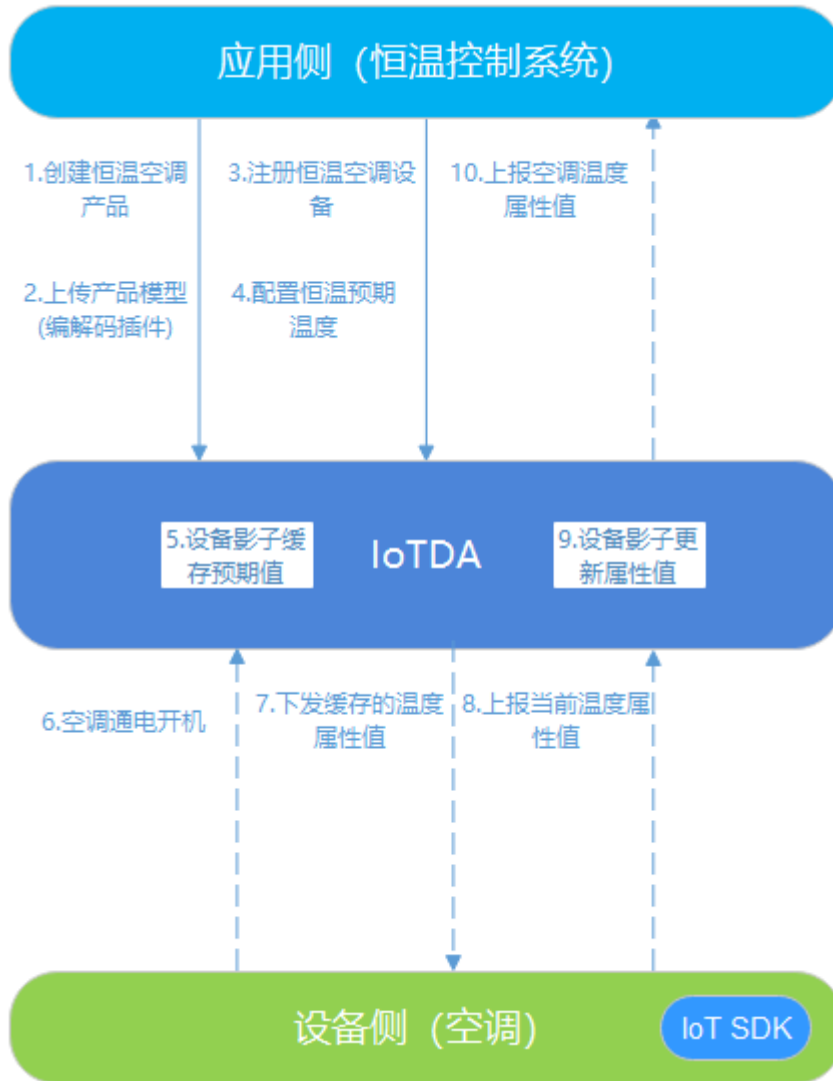 应用侧（恒温控制系统）
1.创建恒温空调
产品
3.注册恒温空调设
备
10.上报空调温度
属性值
2.上传产品模型
(编解码插件)
4.配置恒温预期
温度
5.设备影子缓
存预期值
IoTDA
9.设备影子更
新属性值
6.空调通电开机
7.下发缓存的温度
属性值
8.上报当前温度属
性值
设备侧（空调）
IoT SDK